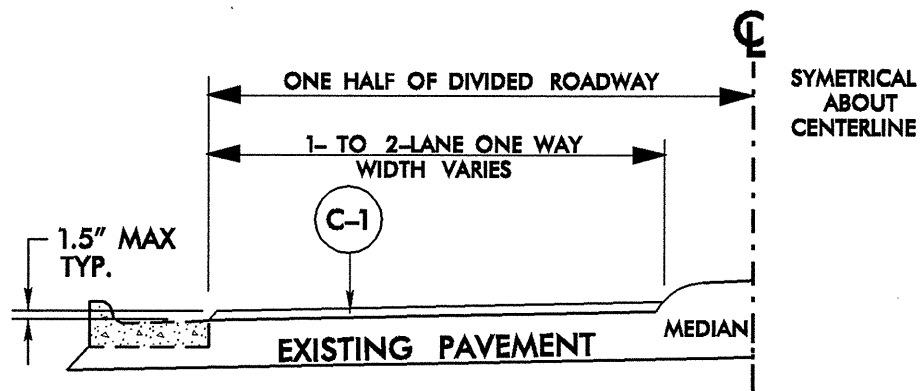 ℄
ONE HALF OF DIVIDED ROADWAY
SYMETRICAL
ABOUT
CENTERLINE
1- TO 2-LANE ONE WAY
WIDTH VARIES
C-1
1.5" MAX
TYP.
MEDIAN
EXISTING PAVEMENT